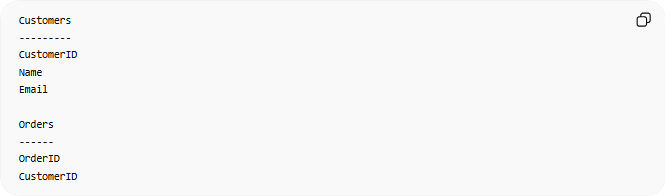 Customers
---------
CustomerID
Name
Email

Orders
------
OrderID
CustomerID